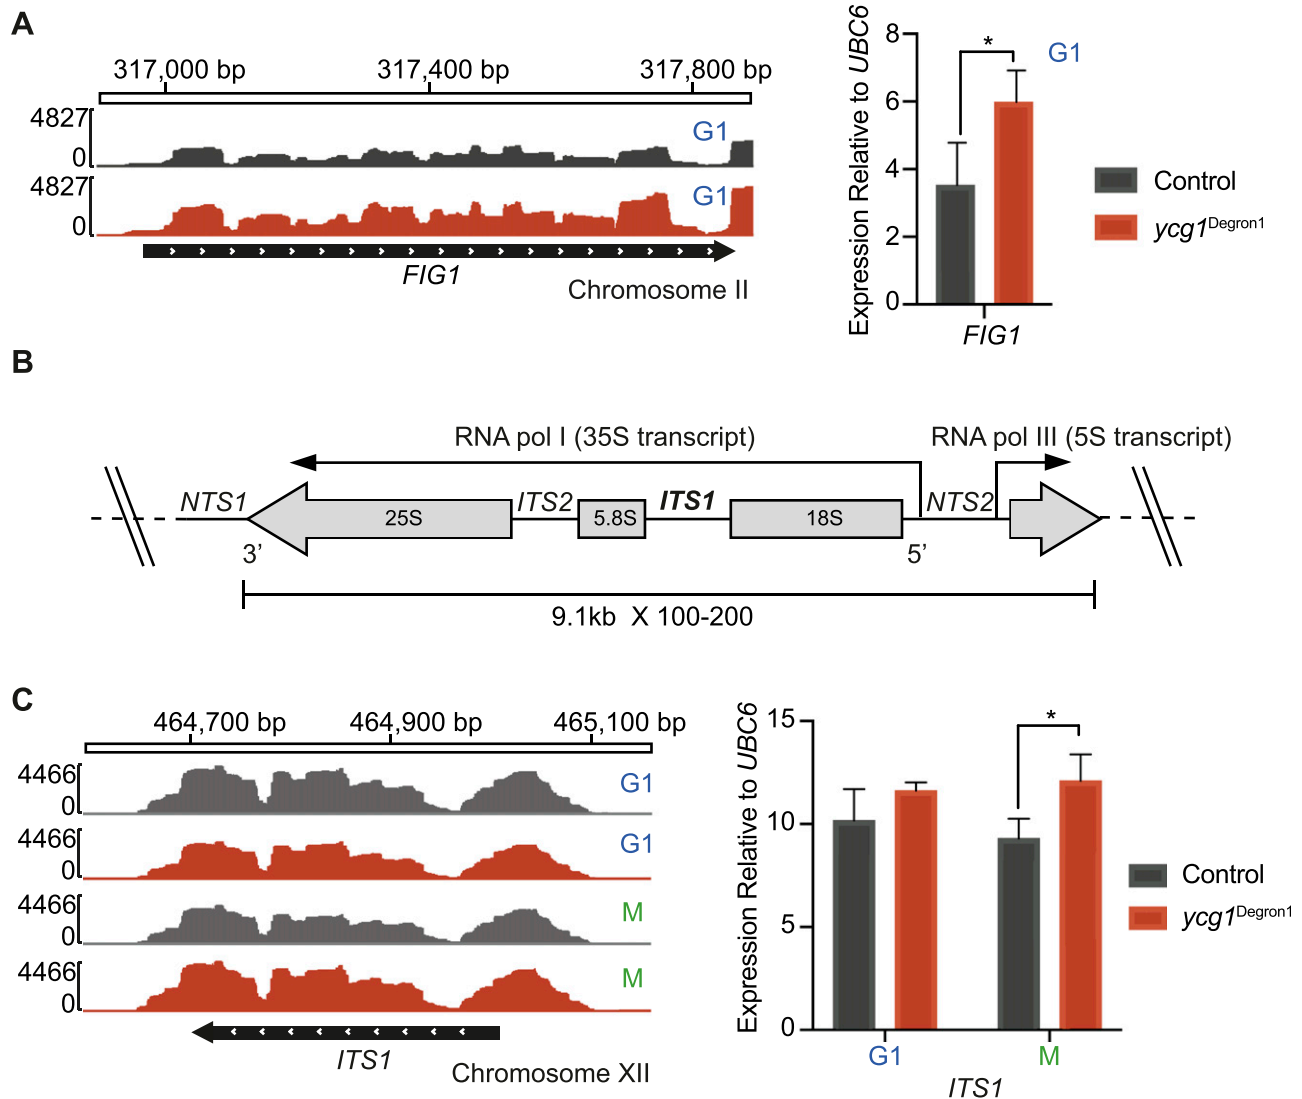 A
317,000 bp 317,400 bp 317,800 bp
4827
0
G1
4827
0
G1
FIG1
Chromosome II
Expression Relative to UBC6
8
6
4
2
0
*
G1
FIG1
Control
ycg1Degron1
B
RNA pol I (35S transcript) RNA pol III (5S transcript)
NTS1 25S ITS2 5.8S ITS1 18S NTS2
3’ 5’
9.1kb X 100-200
C
464,700 bp 464,900 bp 465,100 bp
4466
0
G1
4466
0
G1
4466
0
M
4466
0
M
ITS1
Chromosome XII
Expression Relative to UBC6
15
10
5
0
*
G1 M
ITS1
Control
ycg1Degron1